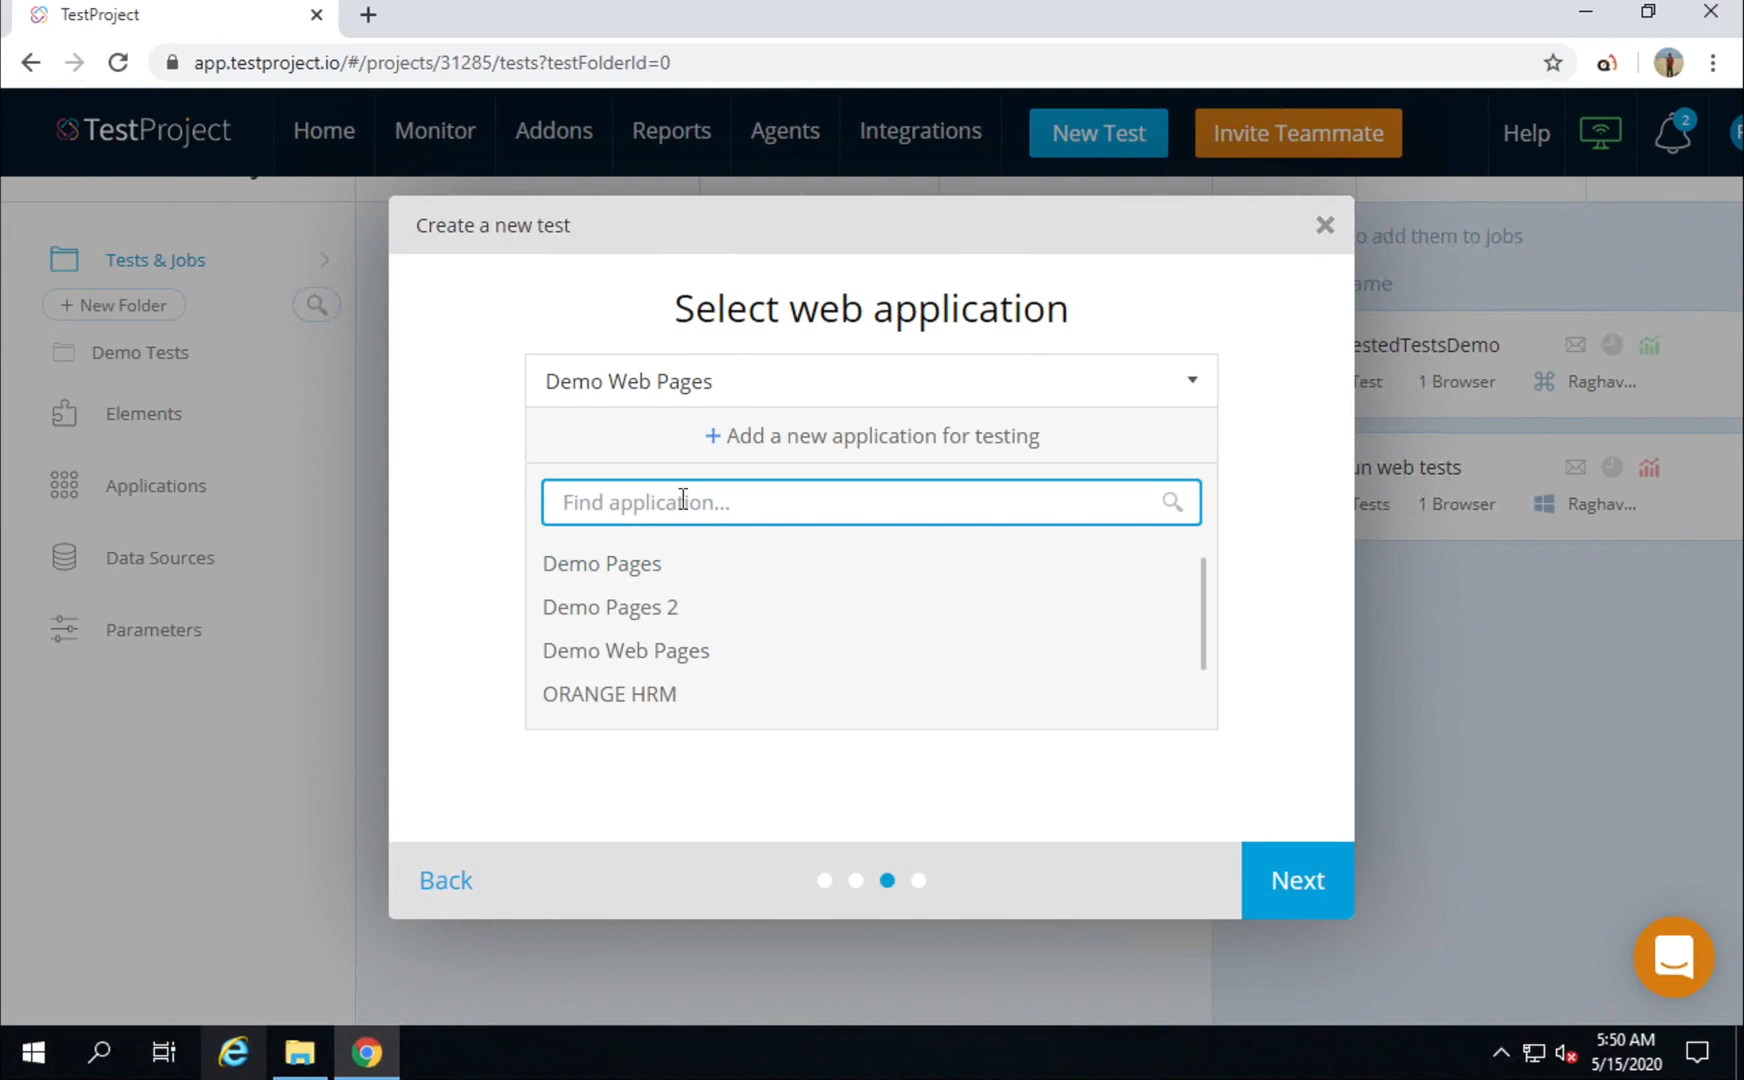 TestProject
app.testproject.io/#/projects/31285/tests?testFolderId=0
TestProject Home Monitor Addons Reports Agents Integrations New Test Invite Teammate Help 2
Tests & Jobs
+ New Folder
Demo Tests
Elements
Applications
Data Sources
Parameters
Create a new test
Select web application
Demo Web Pages
+ Add a new application for testing
Find application...
Demo Pages
Demo Pages 2
Demo Web Pages
ORANGE HRM
Back
Next
o add them to jobs
ame
estedTestsDemo
Test 1 Browser Raghav...
un web tests
Tests 1 Browser Raghav...
5:50 AM
5/15/2020